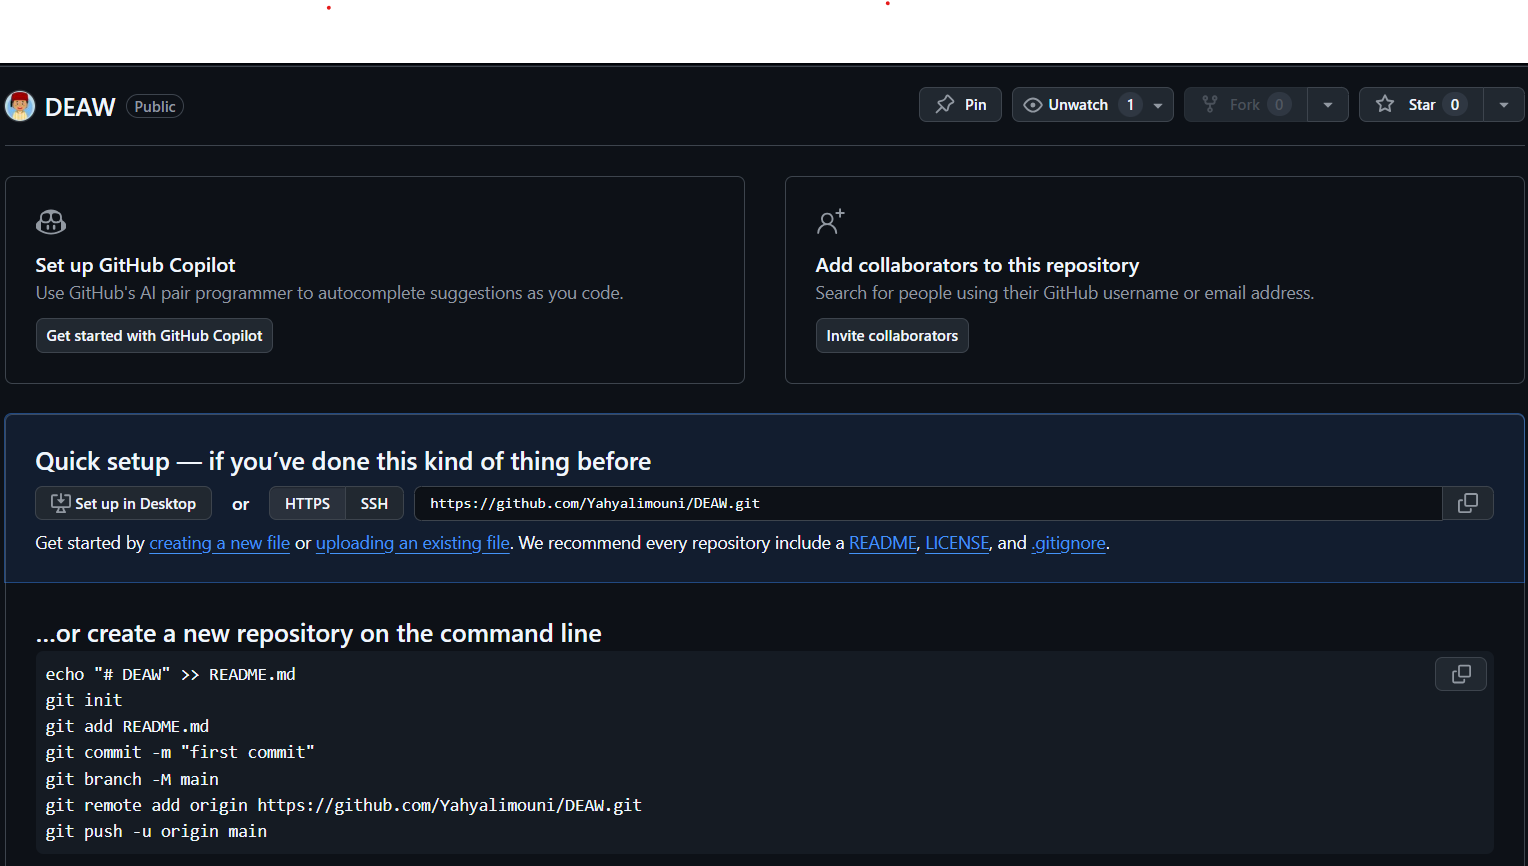 DEAW Public Pin Unwatch 1 Fork 0 Star 0
Set up GitHub Copilot
Use GitHub's AI pair programmer to autocomplete suggestions as you code.
Get started with GitHub Copilot
Add collaborators to this repository
Search for people using their GitHub username or email address.
Invite collaborators
Quick setup — if you’ve done this kind of thing before
Set up in Desktop or HTTPS SSH https://github.com/Yahyalimouni/DEAW.git
Get started by creating a new file or uploading an existing file. We recommend every repository include a README, LICENSE, and .gitignore.
…or create a new repository on the command line
echo "# DEAW" >> README.md
git init
git add README.md
git commit -m "first commit"
git branch -M main
git remote add origin https://github.com/Yahyalimouni/DEAW.git
git push -u origin main